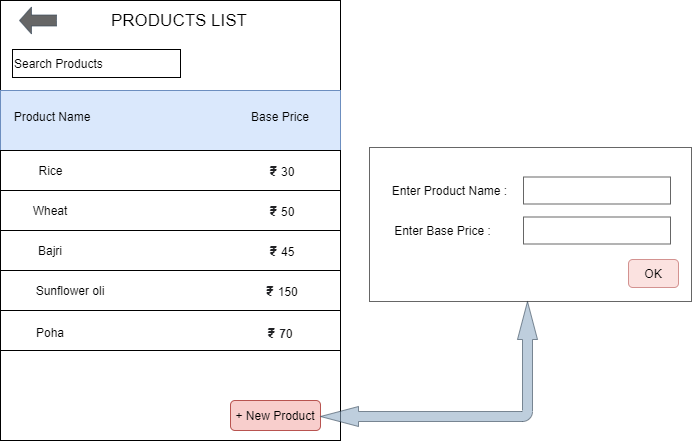 PRODUCTS LIST
Search Products
Product Name Base Price
Rice ₹ 30
Wheat ₹ 50
Bajri ₹ 45
Sunflower oli ₹ 150
Poha ₹ 70
+ New Product
Enter Product Name :
Enter Base Price :
OK